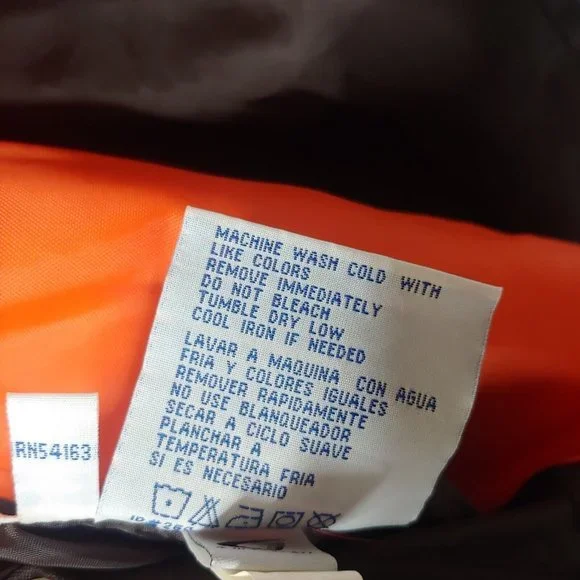 MACHINE WASH COLD WITH
LIKE COLORS
REMOVE IMMEDIATELY
DO NOT BLEACH
TUMBLE DRY LOW
COOL IRON IF NEEDED
LAVAR A MAQUINA CON AGUA
FRIA Y COLORES IGUALES
REMOVER RAPIDAMENTE
NO USE BLANQUEADOR
SECAR A CICLO SUAVE
PLANCHAR A
TEMPERATURA FRIA
SI ES NECESARIO
RN54163